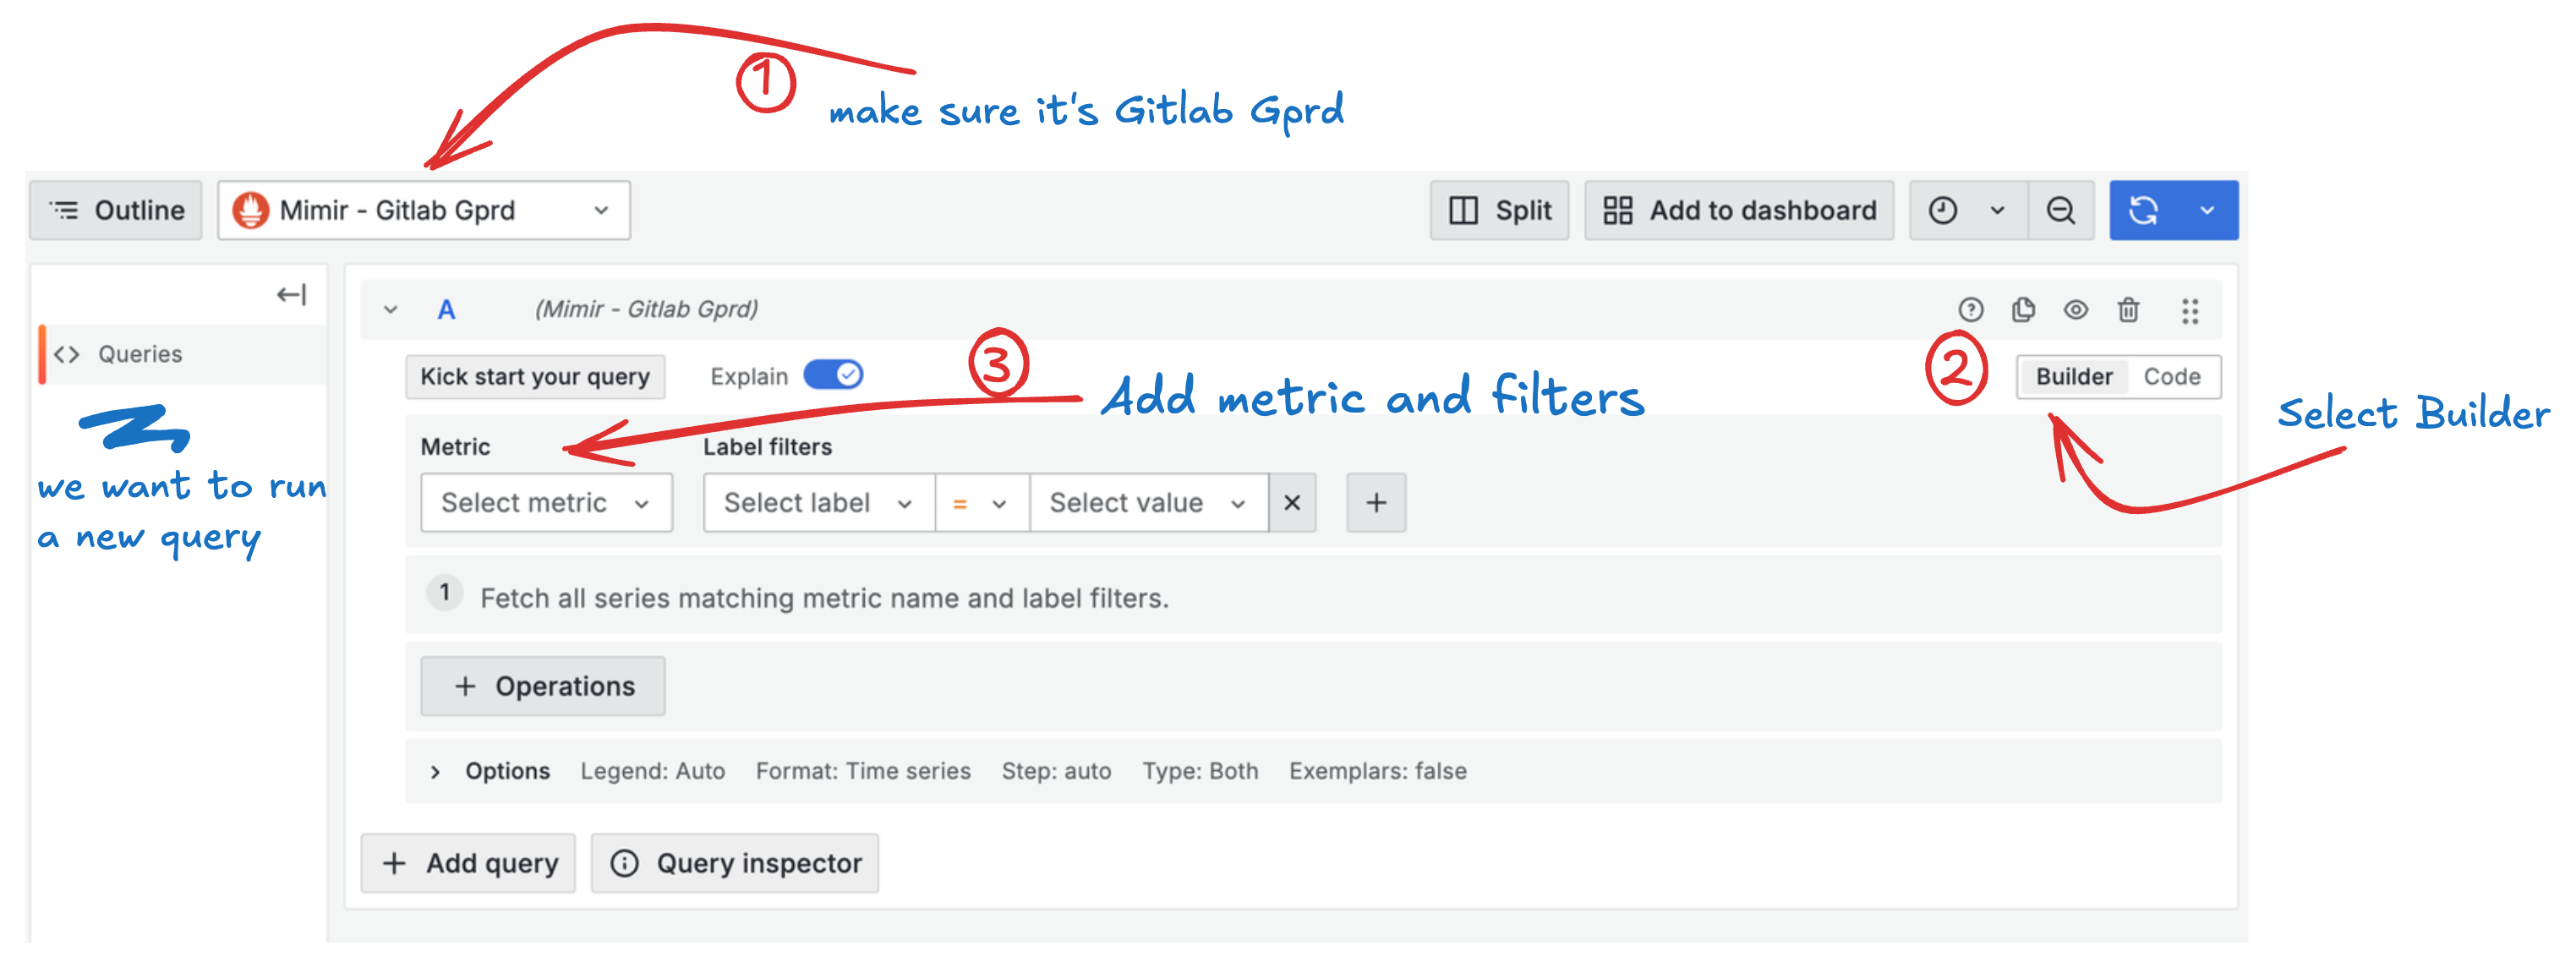 1
make sure it's Gitlab Gprd
Outline
Mimir - Gitlab Gprd
Split
Add to dashboard
A
(Mimir - Gitlab Gprd)
Queries
we want to run
a new query
Kick start your query
Explain
3
Add metric and filters
2
Builder
Code
Select Builder
Metric
Label filters
Select metric
Select label
=
Select value
+
1
Fetch all series matching metric name and label filters.
+ Operations
> Options Legend: Auto Format: Time series Step: auto Type: Both Exemplars: false
+ Add query
Query inspector